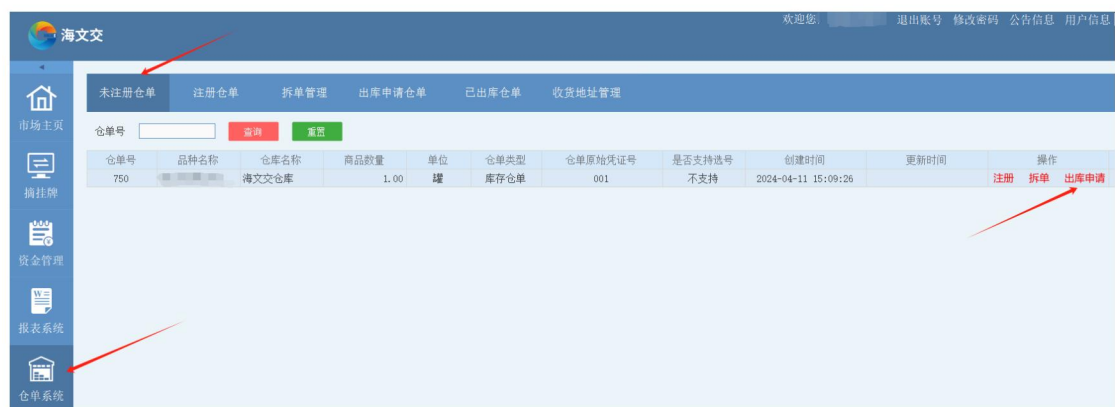 海文交
欢迎您 退出账号 修改密码 公告信息 用户信息
未注册仓单 注册仓单 拆单管理 出库申请仓单 已出库仓单 收货地址管理
市场主页
仓单号 查询 重置
仓单号 品种名称 仓库名称 商品数量 单位 仓单类型 仓单原始凭证号 是否支持选号 创建时间 更新时间 操作
750 海文交仓库 1.00 罐 库存仓单 001 不支持 2024-04-11 15:09:26 注册 拆单 出库申请
摘挂牌
资金管理
报表系统
仓单系统